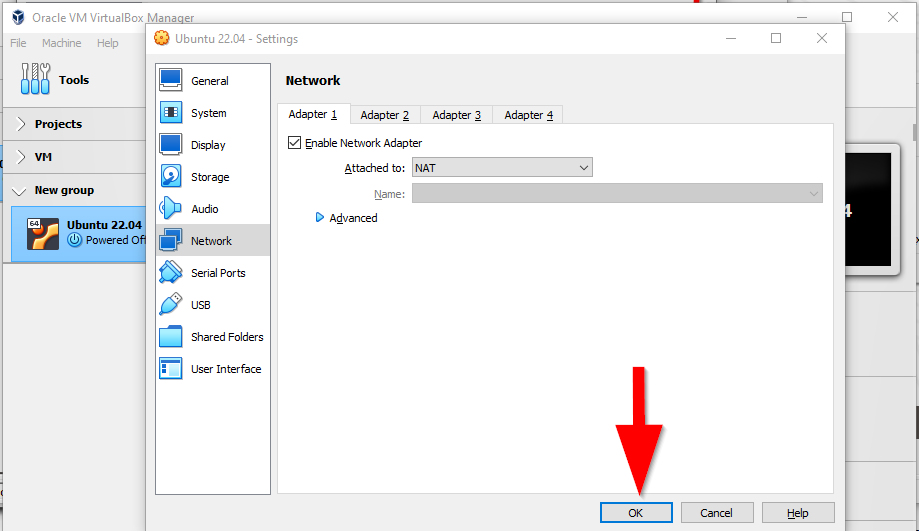 Oracle VM VirtualBox Manager
File Machine Help
Tools
Projects
VM
New group
64
Ubuntu 22.04
Powered Off
Ubuntu 22.04 - Settings
General
System
Display
Storage
Audio
Network
Serial Ports
USB
Shared Folders
User Interface
Network
Adapter 1 Adapter 2 Adapter 3 Adapter 4
Enable Network Adapter
Attached to: NAT
Name:
Advanced
OK Cancel Help
4